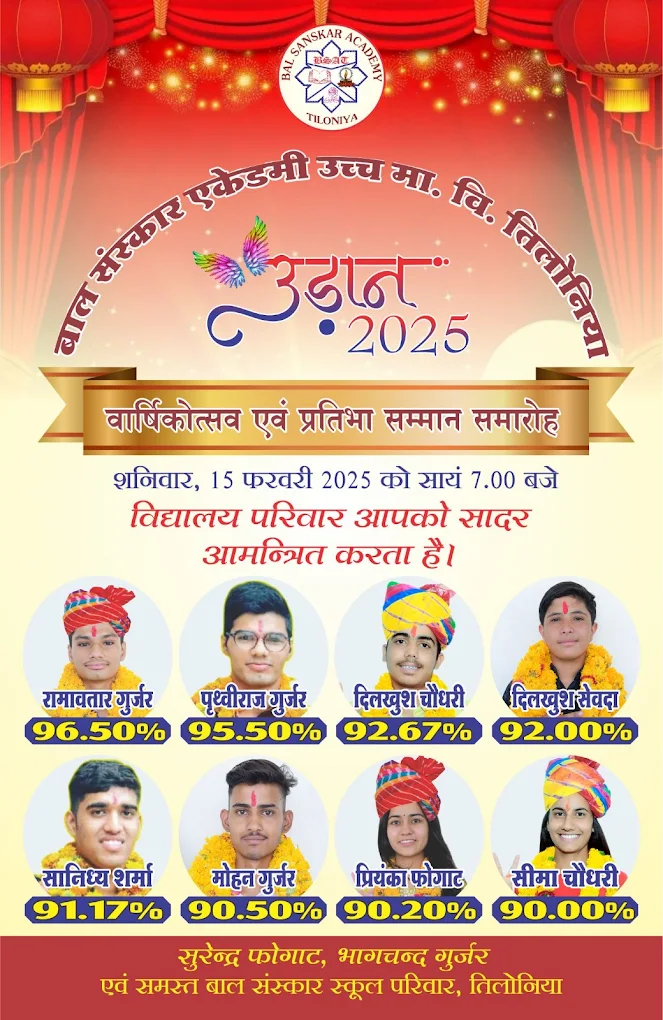 BAL SANSKAR ACADEMY
BSAT
TILONIYA
बाल संस्कार एकेडमी उच्च मा. वि. तिलोनिया
उड़ान
2025
वार्षिकोत्सव एवं प्रतिभा सम्मान समारोह
शनिवार, 15 फरवरी 2025 को सायं 7.00 बजे
विद्यालय परिवार आपको सादर
आमन्त्रित करता है।
रामावतार गुर्जर पृथ्वीराज गुर्जर दिलखुश चौधरी दिलखुश सेवदा
96.50% 95.50% 92.67% 92.00%
सानिध्य शर्मा मोहन गुर्जर प्रियंका फोगाट सीमा चौधरी
91.17% 90.50% 90.20% 90.00%
सुरेन्द्र फोगाट, भागचन्द गुर्जर
एवं समस्त बाल संस्कार स्कूल परिवार, तिलोनिया